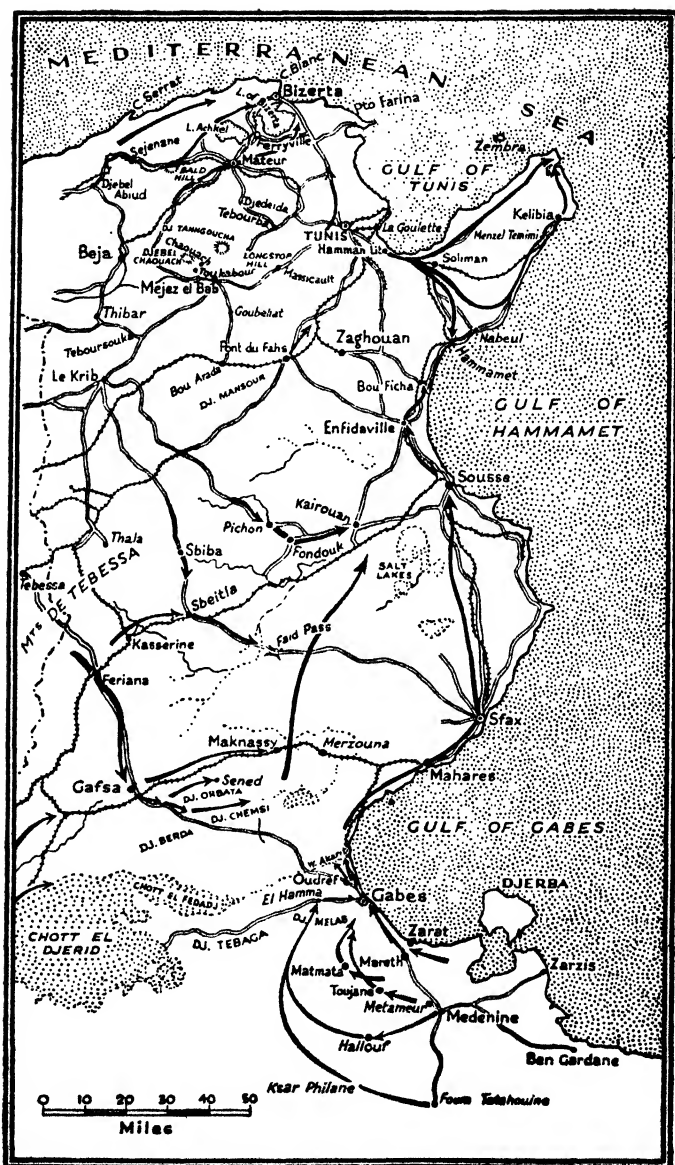 MEDITERRANEAN SEA
C. Serrat
C. Blanc
Bizerta
L. of Bizerta
Pto Farina
L. Achkel
Ferryville
Sejenane
Mateur
BALD HILL
Djebel Abiud
Zembra
GULF OF TUNIS
Djedeida
Tebourba
Kelibia
DJ. TANNGOUCHA
TUNIS
La Goulette
Menzel Temimi
Hamman Life
Beja
Chaouach
DJEBEL CHAOUACH
LONGSTOP HILL
Soliman
Toukabour
Massicault
Mejez el Bab
Goubellat
Thibar
Nabeul
Teboursouk
Pont du Fahs
Zaghouan
Hammamet
Le Krib
Bou Arada
DJ. MANSOUR
Bou Ficha
GULF OF HAMMAMET
Enfidaville
Sousse
Kairouan
Pichon
Fondouk
Thala
Sbiba
SALT LAKES
Tebessa
MTS DE TEBESSA
Sbeitla
Faid Pass
Kasserine
Feriana
Sfax
Maknassy
Merzouna
Mahares
Gafsa
Sened
DJ. ORBATA
DJ. CHEMSI
GULF OF GABES
DJ. BERDA
W. Akarit
Oudref
DJERBA
CHOTT EL FEDADJ
El Hamma
Gabes
CHOTT EL DJERID
DJ. MELAB
Zarat
DJ. TEBAGA
Mareth
Zarzis
Matmata
Toujane
Metameur
Medenine
Hallouf
Ben Gardane
Ksar Philane
Foum Tatahouine
0 10 20 30 40 50
Miles